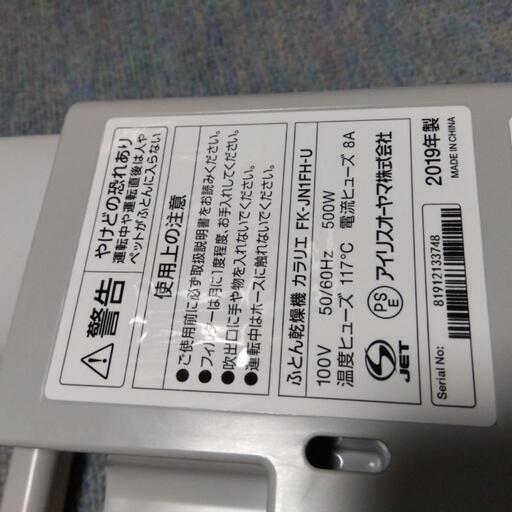 警告
やけどの恐れあり
運転中や運転直後は人や
ペットがふとんに入らない
使用上の注意
●ご使用前に必ず取扱説明書をお読みください。
●フィルターは月に1度程度、お手入れしてください。
●吹出口に手や物を入れないでください。
●運転中はホースに触れないでください。
ふとん乾燥機 カラリエ FK-JN1FH-U
100V 50/60Hz 500W
温度ヒューズ 117℃ 電流ヒューズ 8A
JET
PSE
アイリスオーヤマ株式会社
2019年製
MADE IN CHINA
Serial No:
81912133748